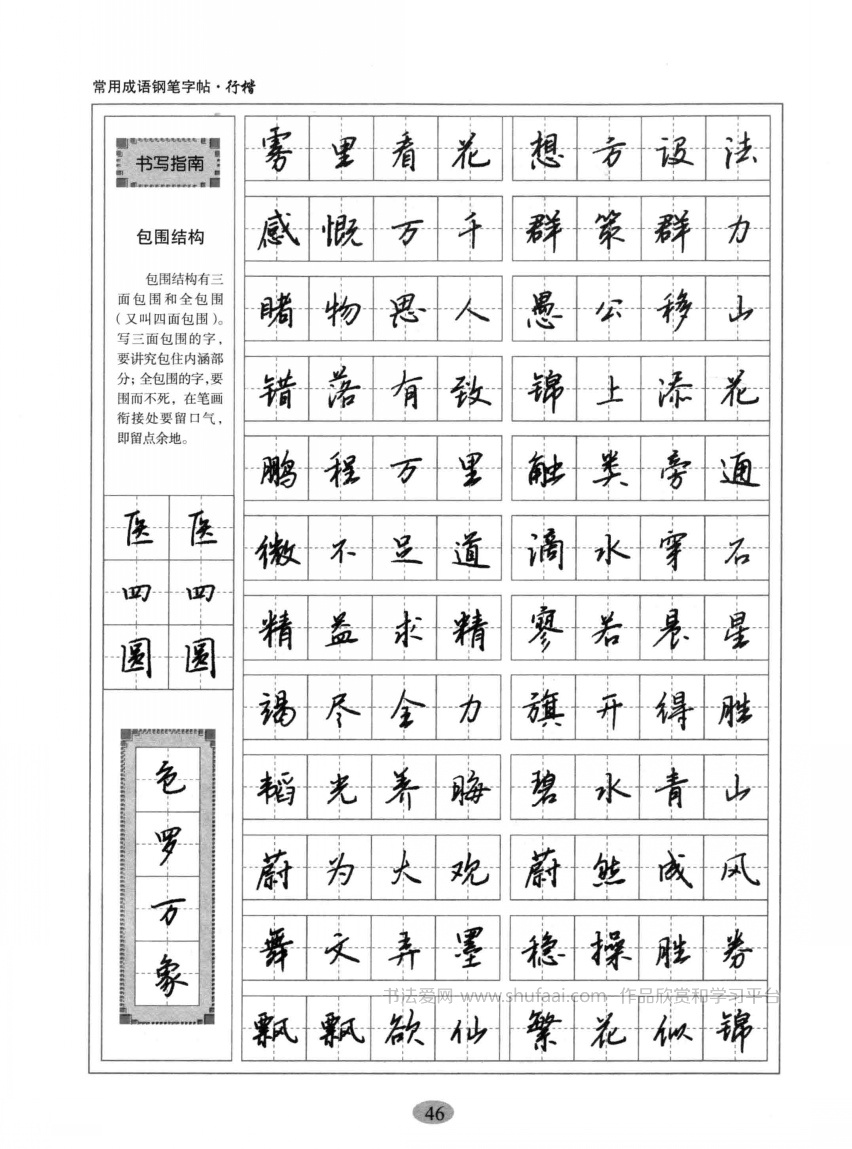 常用成语钢笔字帖·行楷
书写指南
包围结构
包围结构有三
面包围和全包围
(又叫四面包围)。
写三面包围的字，
要讲究包住内涵部
分；全包围的字，要
围而不死，在笔画
衔接处要留口气，
即留点余地。
医 医
四 四
圆 圆
包
罗
万
象
雾里看花 想方设法
感慨万千 群策群力
睹物思人 愚公移山
错落有致 锦上添花
鹏程万里 触类旁通
微不足道 滴水穿石
精益求精 寥若晨星
竭尽全力 旗开得胜
韬光养晦 碧水青山
蔚为大观 蔚然成风
舞文弄墨 稳操胜券
书法爱网 www.shufaai.com 作品欣赏和学习平台
飘飘欲仙 繁花似锦
46